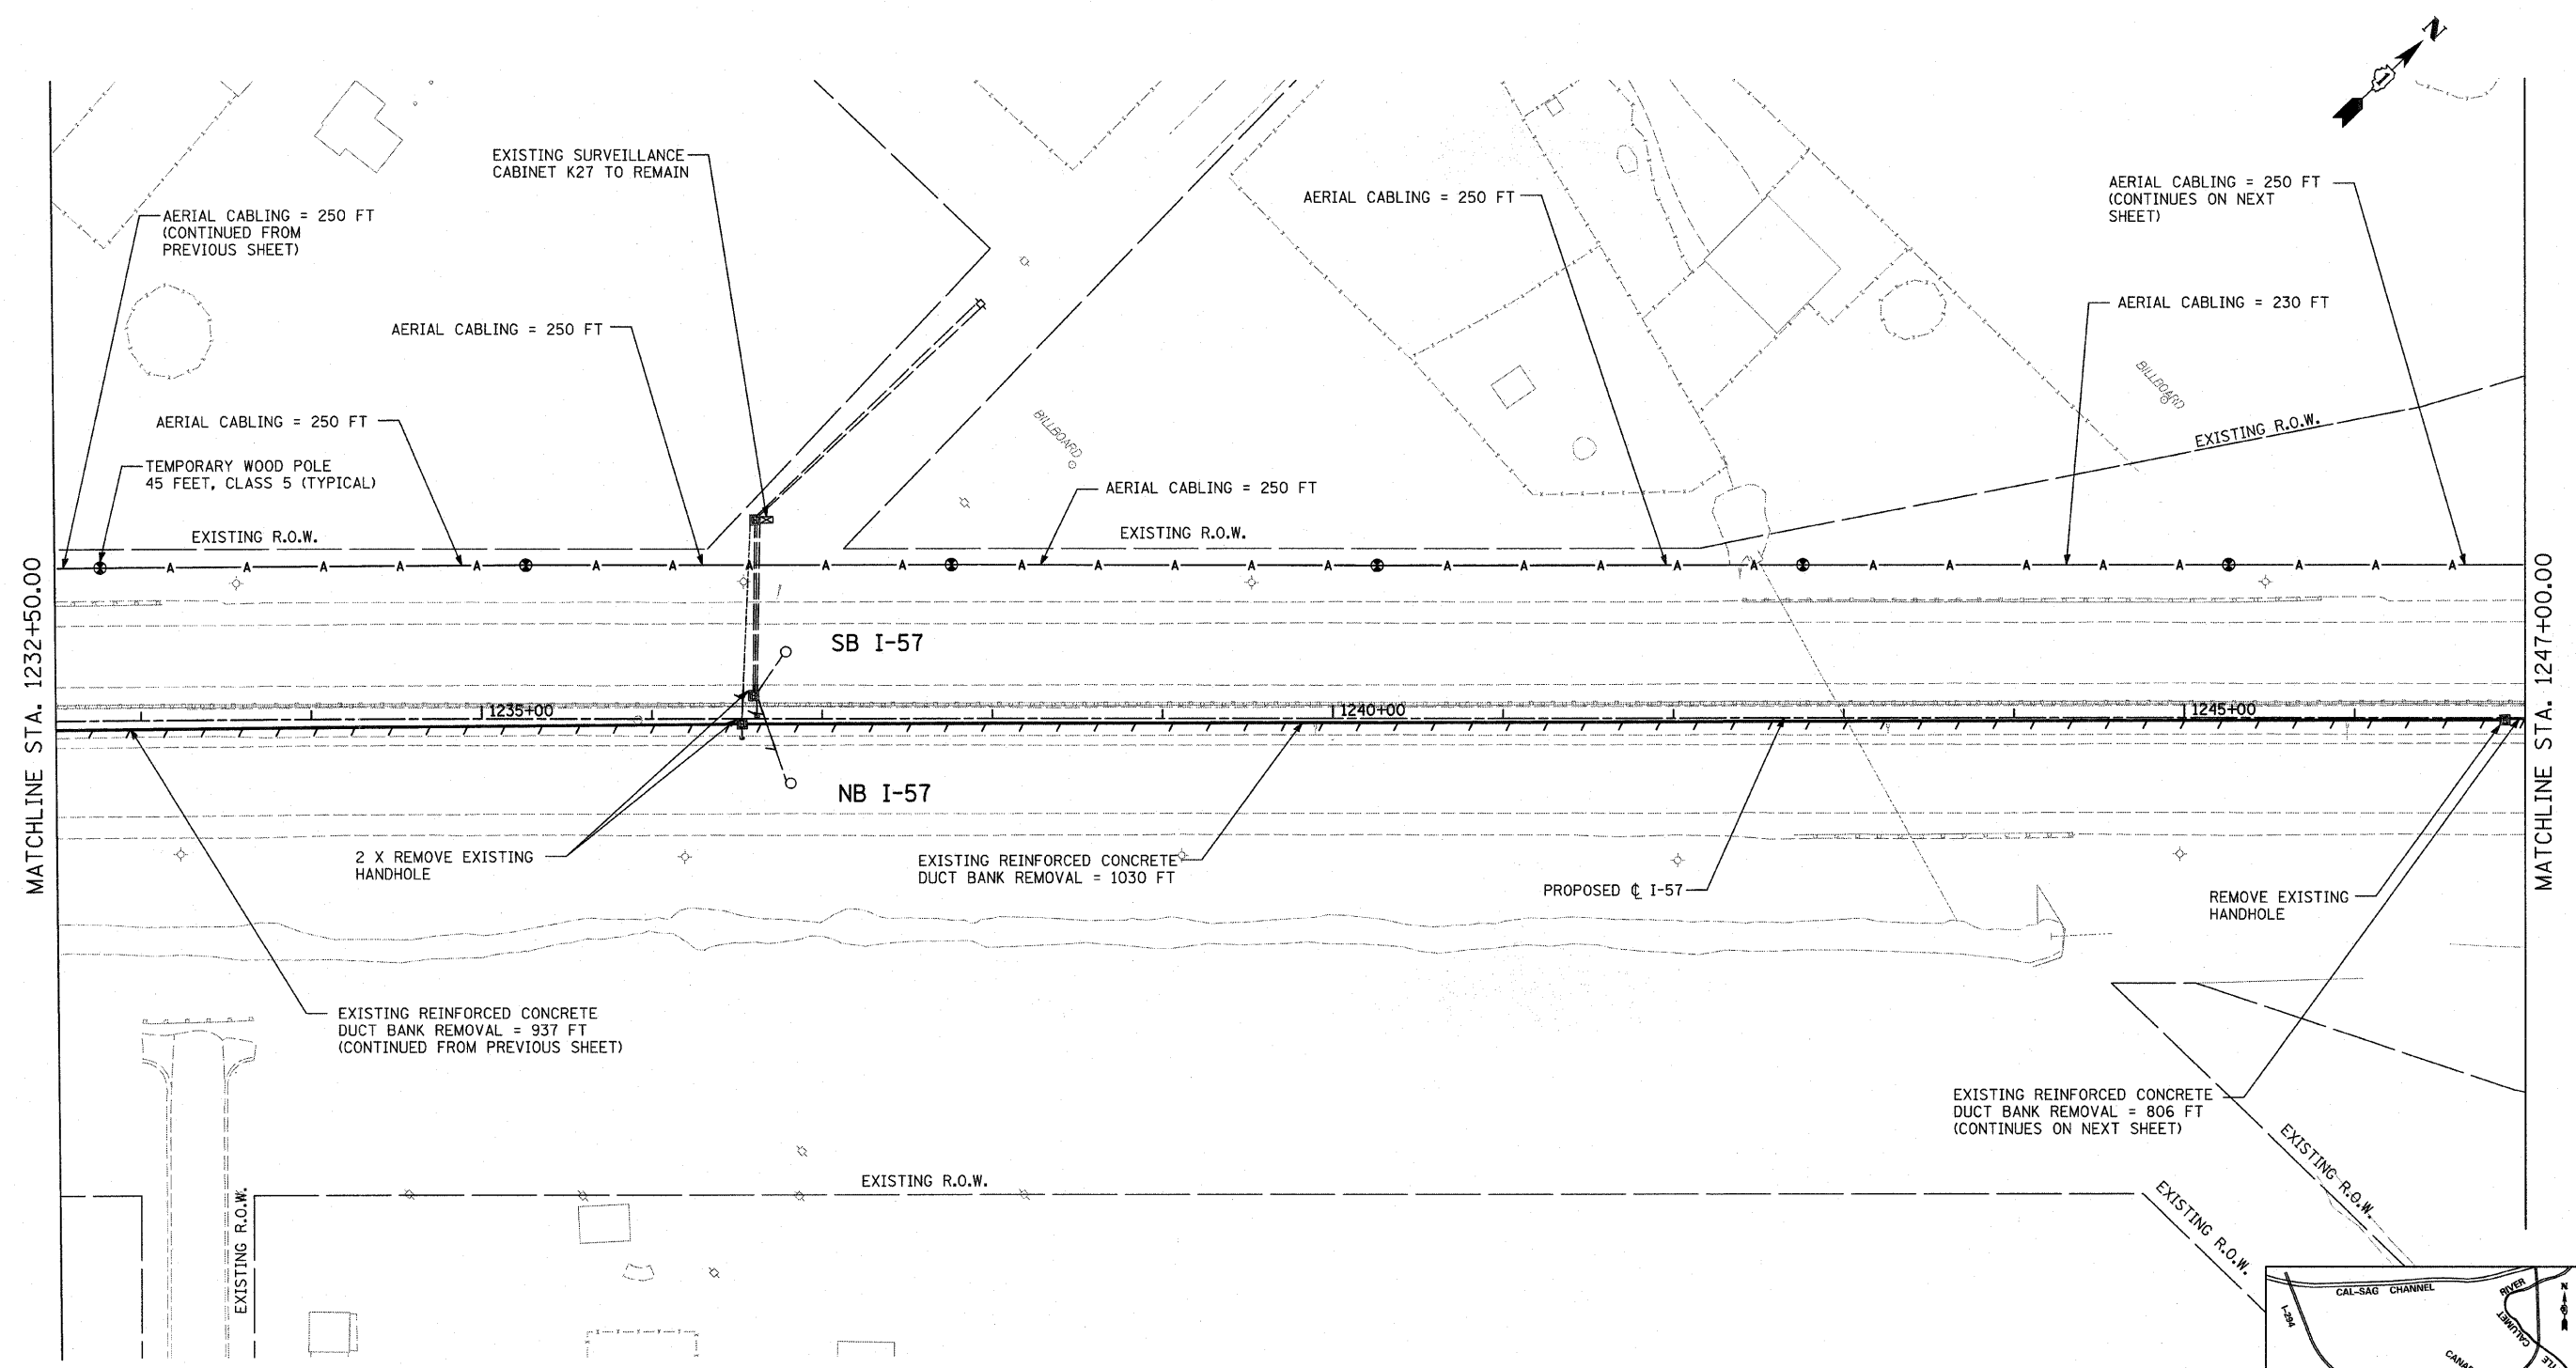 N
1
EXISTING SURVEILLANCE
CABINET K27 TO REMAIN
AERIAL CABLING = 250 FT
(CONTINUED FROM
PREVIOUS SHEET)
AERIAL CABLING = 250 FT
AERIAL CABLING = 250 FT
(CONTINUES ON NEXT
SHEET)
AERIAL CABLING = 230 FT
AERIAL CABLING = 250 FT
AERIAL CABLING = 250 FT
TEMPORARY WOOD POLE
45 FEET, CLASS 5 (TYPICAL)
BILLBOARD
BILLBOARD
AERIAL CABLING = 250 FT
EXISTING R.O.W.
EXISTING R.O.W.
EXISTING R.O.W.
A A A A A A A A A A A A A A A A A A A A A A A A A A
MATCHLINE STA. 1232+50.00
MATCHLINE STA. 1247+00.00
SB I-57
1235+00
1240+00
1245+00
NB I-57
2 X REMOVE EXISTING
HANDHOLE
EXISTING REINFORCED CONCRETE
DUCT BANK REMOVAL = 1030 FT
PROPOSED ℄ I-57
REMOVE EXISTING
HANDHOLE
EXISTING REINFORCED CONCRETE
DUCT BANK REMOVAL = 937 FT
(CONTINUED FROM PREVIOUS SHEET)
EXISTING REINFORCED CONCRETE
DUCT BANK REMOVAL = 806 FT
(CONTINUES ON NEXT SHEET)
EXISTING R.O.W.
EXISTING R.O.W.
EXISTING R.O.W.
EXISTING R.O.W.
CAL-SAG CHANNEL
RIVER
CALUMET
I-294
N